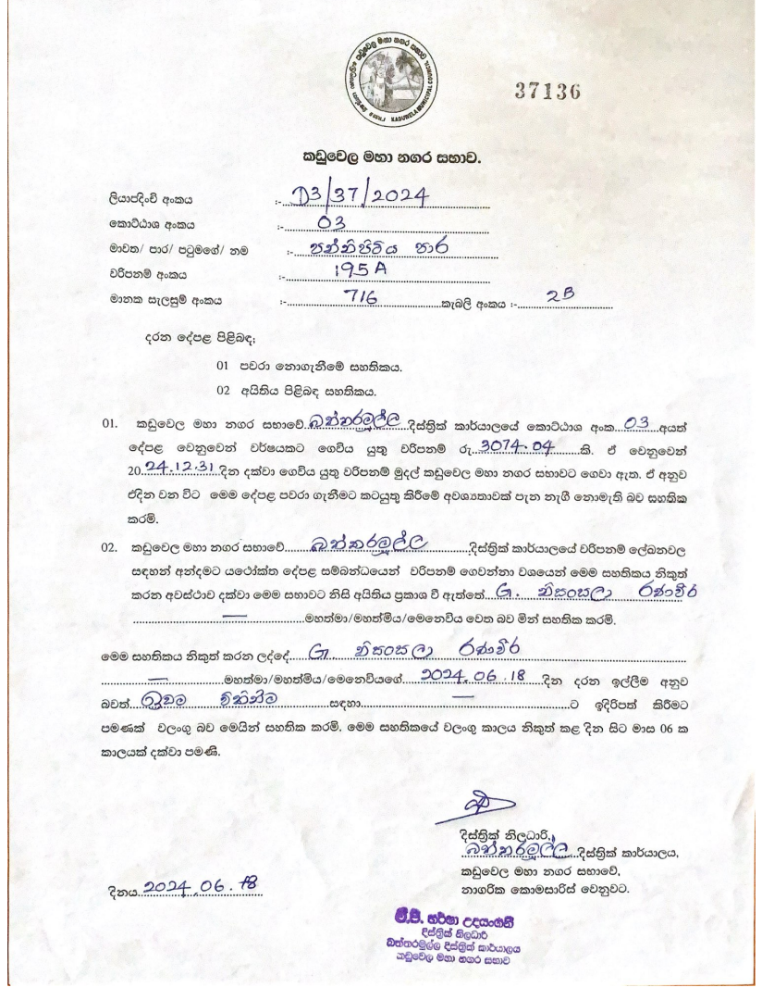 කඩුවෙල මහ නගර සභාව
KADUWELA MUNICIPAL COUNCIL
37136
කඩුවෙල මහා නගර සභාව.
ලියාපදිංචි අංකය :- D3/37/2024
කොට්ඨාශ අංකය :- 03
මාවත/ පාර/ පටුමගේ/ නම :- පන්නිපිටිය පාර
වරිපනම් අංකය :- 195A
මානක සැලසුම් අංකය :- 716 කැබලි අංකය :- 2B
දරන දේපළ පිළිබඳ;
01 පවරා නොගැනීමේ සහතිකය.
02 අයිතිය පිළිබඳ සහතිකය.
01. කඩුවෙල මහා නගර සභාවේ බත්තරමුල්ල දිස්ත්‍රික් කාර්යාලයේ කොට්ඨාශ අංක 03 අයත්
දේපළ වෙනුවෙන් වර්ෂයකට ගෙවිය යුතු වරිපනම් රු. 3074.04 කි. ඒ වෙනුවෙන්
20 24.12.31 දින දක්වා ගෙවිය යුතු වරිපනම් මුදල් කඩුවෙල මහා නගර සභාවට ගෙවා ඇත. ඒ අනුව
එදින වන විට මෙම දේපළ පවරා ගැනීමට කටයුතු කිරීමේ අවශ්‍යතාවක් පැන නැගී නොමැති බව සහතික
කරමි.
02. කඩුවෙල මහා නගර සභාවේ බත්තරමුල්ල දිස්ත්‍රික් කාර්යාලයේ වරිපනම් ලේඛනවල
සඳහන් අන්දමට යථෝක්ත දේපළ සම්බන්ධයෙන් වරිපනම් ගෙවන්නා වශයෙන් මෙම සහතිකය නිකුත්
කරන අවස්ථාව දක්වා මෙම සභාවට නිසි අයිතිය ප්‍රකාශ වී ඇත්තේ G. නිසංසලා රණවීර
— මහත්මා/මහත්මිය/මෙනෙවිය වෙත බව මින් සහතික කරමි.
මෙම සහතිකය නිකුත් කරන ලද්දේ G. නිසංසලා රණවීර
— මහත්මා/මහත්මිය/මෙනෙවියගේ 2024.06.18 දින දරන ඉල්ලීම අනුව
බවත් ඉඩම විකිනීම සඳහා — ට ඉදිරිපත් කිරීමට
පමණක් වලංගු බව මෙයින් සහතික කරමි. මෙම සහතිකයේ වලංගු කාලය නිකුත් කළ දින සිට මාස 06 ක
කාලයක් දක්වා පමණි.
දිස්ත්‍රික් නිලධාරි,
බත්තරමුල්ල දිස්ත්‍රික් කාර්යාලය,
කඩුවෙල මහා නගර සභාවේ,
නාගරික කොමසාරිස් වෙනුවට.
දිනය 2024.06.18
ඒ.පී. හර්ෂා උදයංගනී
දිස්ත්‍රික් නිලධාරි
බත්තරමුල්ල දිස්ත්‍රික් කාර්යාලය
කඩුවෙල මහා නගර සභාව